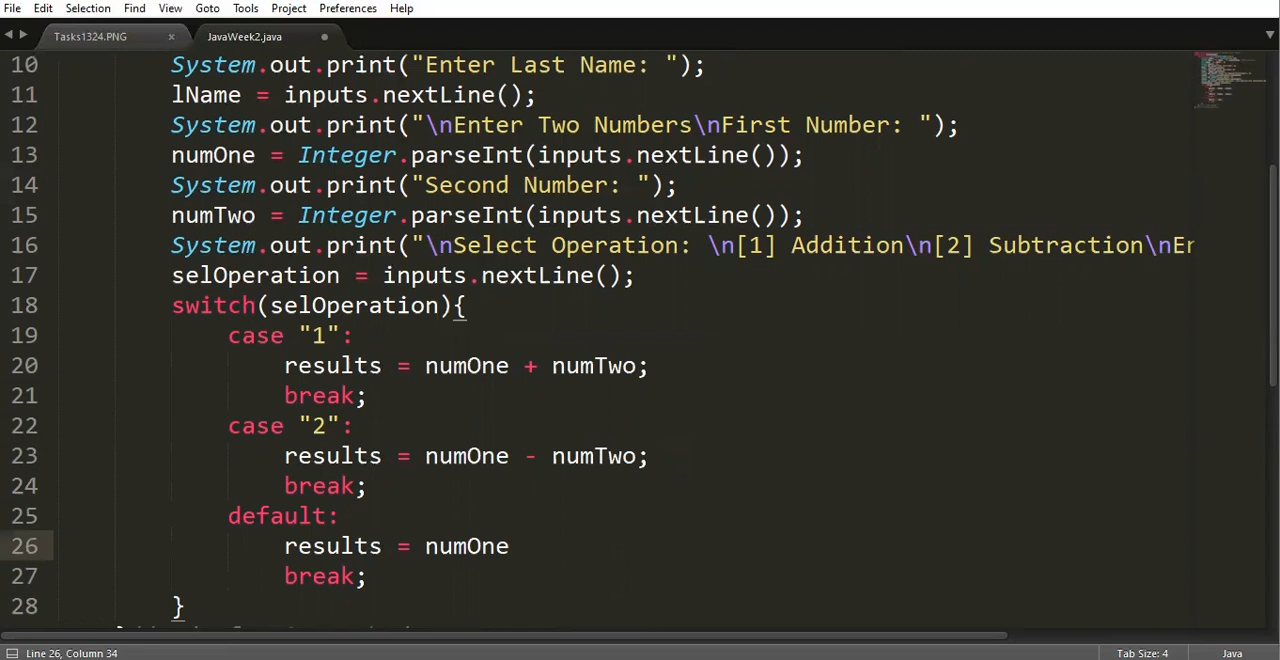 File Edit Selection Find View Goto Tools Project Preferences Help
Tasks1324.PNG × JavaWeek2.java
10 System.out.print("Enter Last Name: ");
11 lName = inputs.nextLine();
12 System.out.print("\nEnter Two Numbers\nFirst Number: ");
13 numOne = Integer.parseInt(inputs.nextLine());
14 System.out.print("Second Number: ");
15 numTwo = Integer.parseInt(inputs.nextLine());
16 System.out.print("\nSelect Operation: \n[1] Addition\n[2] Subtraction\nEn
17 selOperation = inputs.nextLine();
18 switch(selOperation){
19 case "1":
20 results = numOne + numTwo;
21 break;
22 case "2":
23 results = numOne - numTwo;
24 break;
25 default:
26 results = numOne
27 break;
28 }
Line 26, Column 34 Tab Size: 4 Java